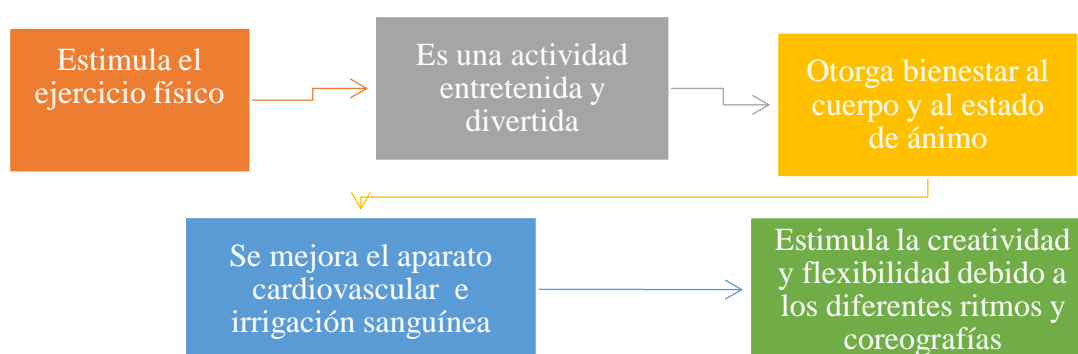 Estimula el
ejercicio físico
Es una actividad
entretenida y
divertida
Otorga bienestar al
cuerpo y al estado
de ánimo
Se mejora el aparato
cardiovascular e
irrigación sanguínea
Estimula la creatividad
y flexibilidad debido a
los diferentes ritmos y
coreografías